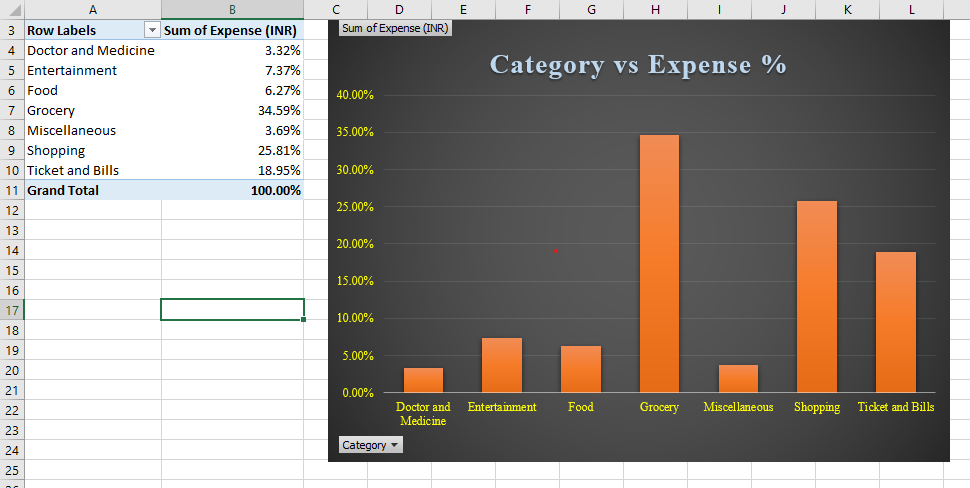 A B C D E F G H I J K L
3 Row Labels Sum of Expense (INR)
4 Doctor and Medicine 3.32%
5 Entertainment 7.37%
6 Food 6.27%
7 Grocery 34.59%
8 Miscellaneous 3.69%
9 Shopping 25.81%
10 Ticket and Bills 18.95%
11 Grand Total 100.00%
12
13
14
15
16
17
18
19
20
21
22
23
24
25
Sum of Expense (INR)
Category vs Expense %
40.00%
35.00%
30.00%
25.00%
20.00%
15.00%
10.00%
5.00%
0.00%
Doctor and Entertainment Food Grocery Miscellaneous Shopping Ticket and Bills
Medicine
Category